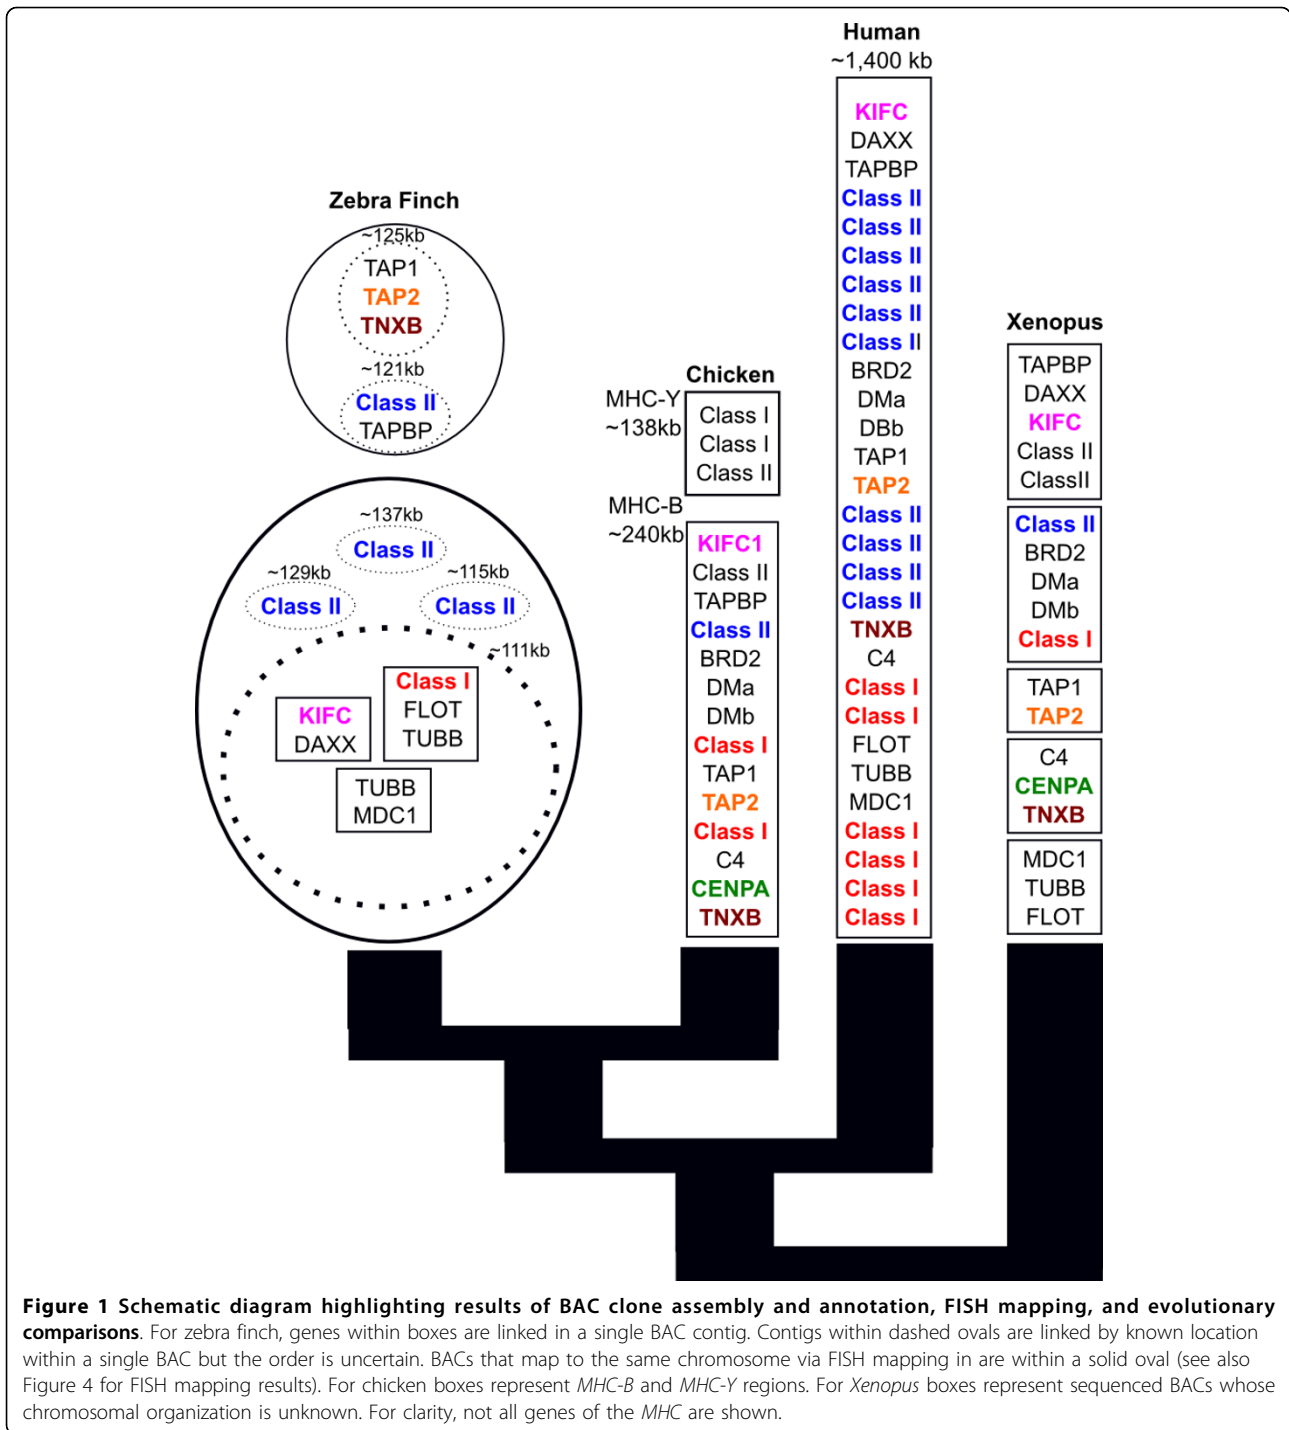 Zebra Finch
~125kb
TAP1
TAP2
TNXB
~121kb
Class II
TAPBP
~137kb
Class II
~129kb
Class II
~115kb
Class II
~111kb
KIFC
DAXX
Class I
FLOT
TUBB
TUBB
MDC1
Chicken
MHC-Y
~138kb
Class I
Class I
Class II
MHC-B
~240kb
KIFC1
Class II
TAPBP
Class II
BRD2
DMa
DMb
Class I
TAP1
TAP2
Class I
C4
CENPA
TNXB
Human
~1,400 kb
KIFC
DAXX
TAPBP
Class II
Class II
Class II
Class II
Class II
Class II
BRD2
DMa
DBb
TAP1
TAP2
Class II
Class II
Class II
Class II
TNXB
C4
Class I
Class I
FLOT
TUBB
MDC1
Class I
Class I
Class I
Class I
Xenopus
TAPBP
DAXX
KIFC
Class II
ClassII
Class II
BRD2
DMa
DMb
Class I
TAP1
TAP2
C4
CENPA
TNXB
MDC1
TUBB
FLOT
Figure 1 Schematic diagram highlighting results of BAC clone assembly and annotation, FISH mapping, and evolutionary
comparisons. For zebra finch, genes within boxes are linked in a single BAC contig. Contigs within dashed ovals are linked by known location
within a single BAC but the order is uncertain. BACs that map to the same chromosome via FISH mapping in are within a solid oval (see also
Figure 4 for FISH mapping results). For chicken boxes represent MHC-B and MHC-Y regions. For Xenopus boxes represent sequenced BACs whose
chromosomal organization is unknown. For clarity, not all genes of the MHC are shown.